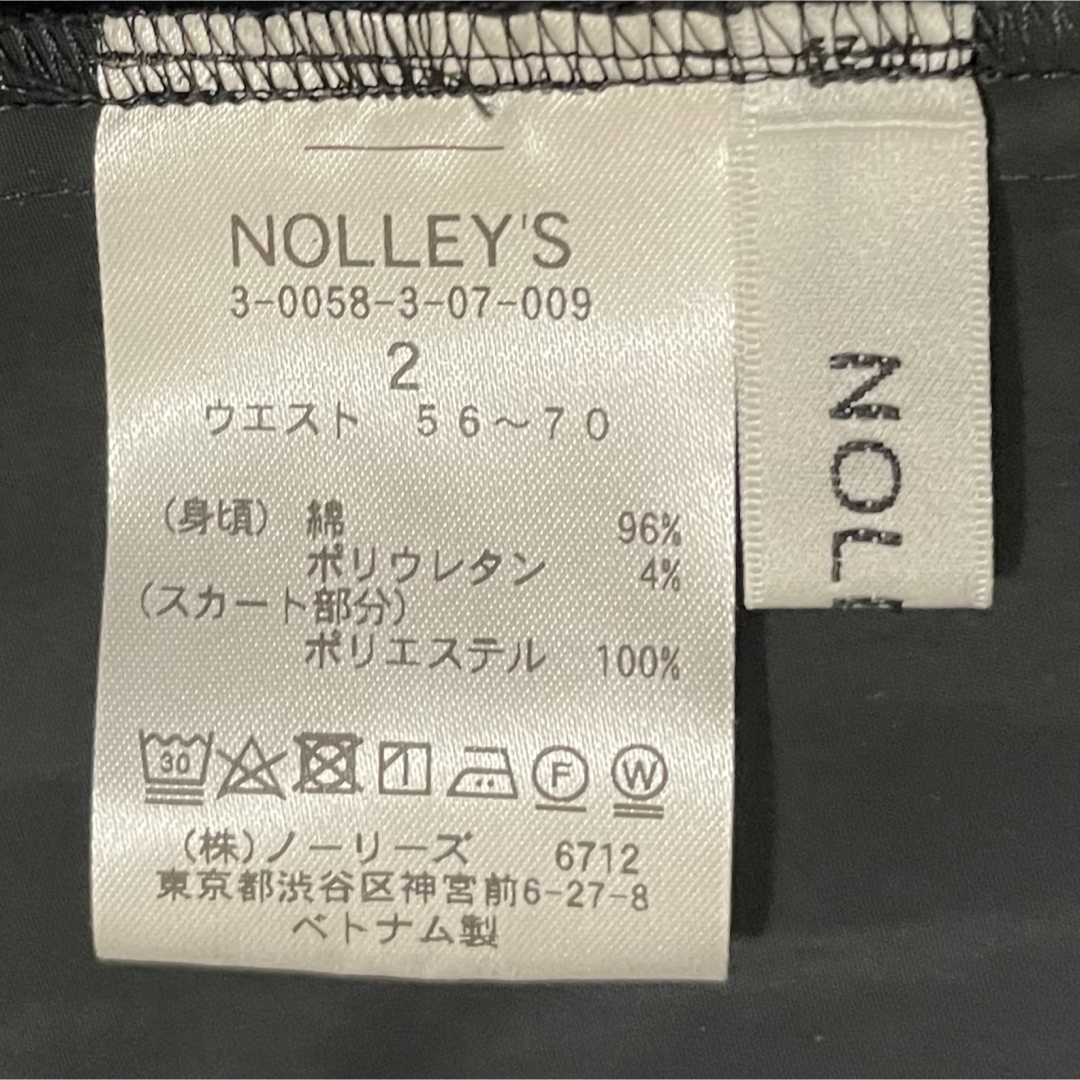 NOLLEY'S
3-0058-3-07-009
2
ウエスト 56～70
(身頃) 綿 96%
ポリウレタン 4%
(スカート部分)
ポリエステル 100%
30
F W
(株)ノーリーズ 6712
東京都渋谷区神宮前6-27-8
ベトナム製
NOL